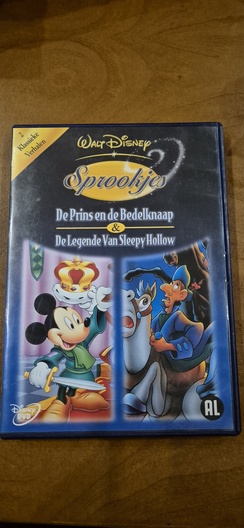 2
Klassieke
Verhalen
WALT DISNEY
Sprookjes
De Prins en de Bedelknaap
&
De Legende Van Sleepy Hollow
Disney
DVD
AL